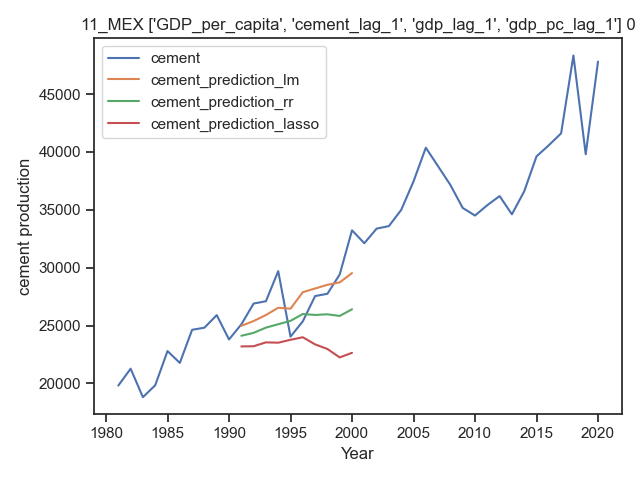 11_MEX ['GDP_per_capita', 'cement_lag_1', 'gdp_lag_1', 'gdp_pc_lag_1'] 0
cement
cement_prediction_lm
cement_prediction_rr
cement_prediction_lasso
45000
40000
35000
30000
25000
20000
cement production
1980 1985 1990 1995 2000 2005 2010 2015 2020
Year